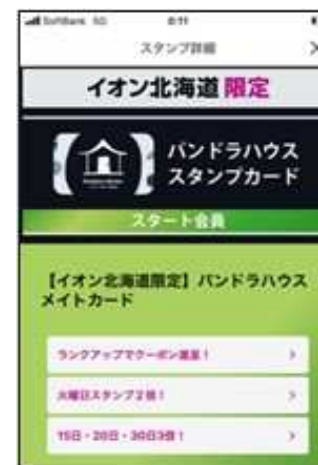 SoftBank 5G 8:11
スタンプ詳細
イオン北海道限定
パンドラハウス
スタンプカード
スタート会員
【イオン北海道限定】パンドラハウス
メイトカード
ランクアップでクーポン進呈!
火曜日スタンプ2倍!
15日・20日・30日3倍!